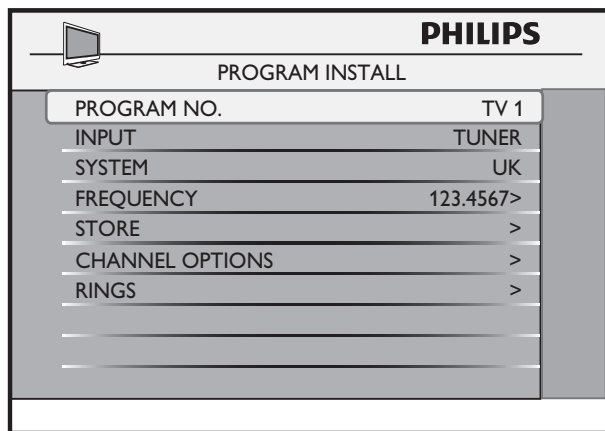 PHILIPS
PROGRAM INSTALL
PROGRAM NO. TV 1
INPUT TUNER
SYSTEM UK
FREQUENCY 123.4567>
STORE >
CHANNEL OPTIONS >
RINGS >